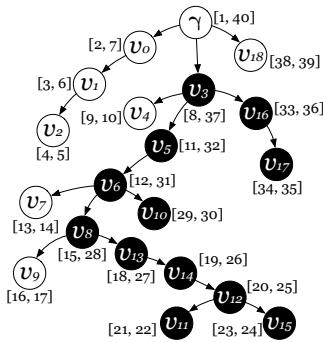 γ [1, 40]
[2, 7] v0 v18 [38, 39]
[3, 6] v1
v3 [8, 37]
v4 [9, 10]
v16 [33, 36]
v2 [4, 5]
v5 [11, 32]
v17 [34, 35]
v6 [12, 31]
v7 [13, 14]
v10 [29, 30]
v8 [15, 28]
v13 [18, 27]
v9 [16, 17]
v14 [19, 26]
v12 [20, 25]
v11 [21, 22]
v15 [23, 24]